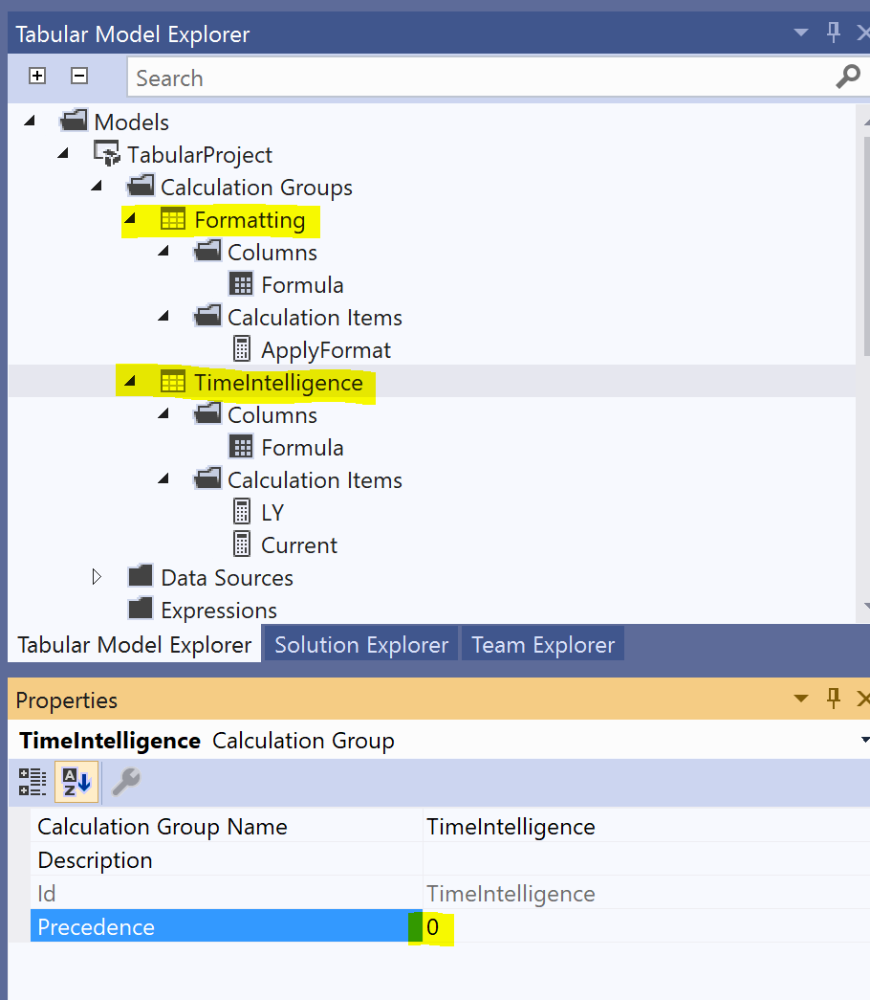 Tabular Model Explorer
Search
Models
TabularProject
Calculation Groups
Formatting
Columns
Formula
Calculation Items
ApplyFormat
TimeIntelligence
Columns
Formula
Calculation Items
LY
Current
Data Sources
Expressions
Tabular Model Explorer Solution Explorer Team Explorer
Properties
TimeIntelligence Calculation Group
A Z
Calculation Group Name TimeIntelligence
Description
Id TimeIntelligence
Precedence 0